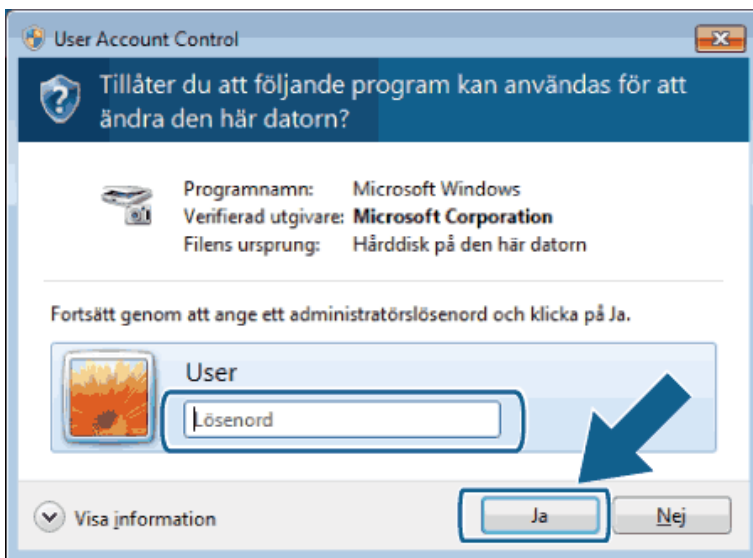 User Account Control
Tillåter du att följande program kan användas för att
ändra den här datorn?
Programnamn: Microsoft Windows
Verifierad utgivare: Microsoft Corporation
Filens ursprung: Hårddisk på den här datorn
Fortsätt genom att ange ett administratörslösenord och klicka på Ja.
User
Lösenord
Visa information
Ja
Nej